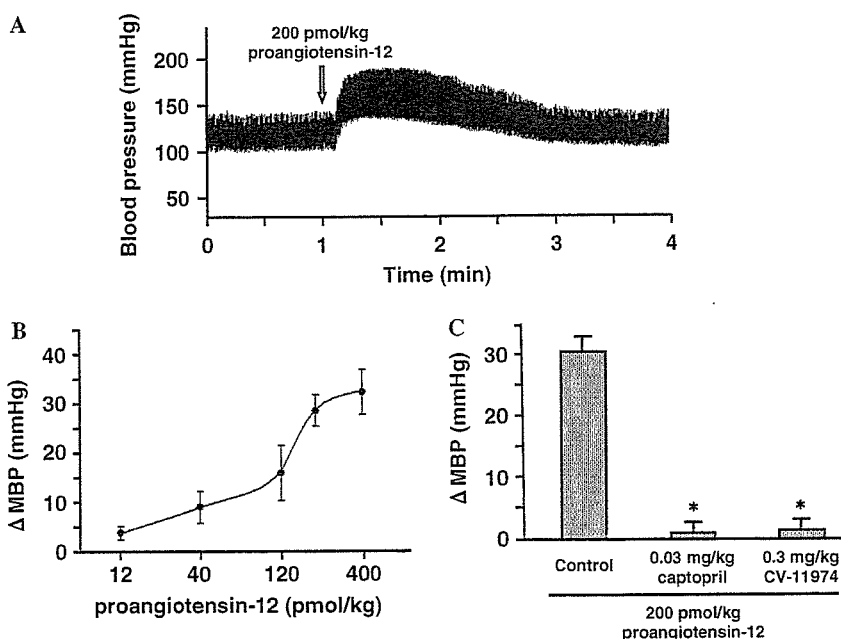 A
200 pmol/kg
proangiotensin-12
Blood pressure (mmHg)
200
150
100
50
0
1
2
3
4
Time (min)
B
Δ MBP (mmHg)
40
30
20
10
0
12
40
120
400
proangiotensin-12 (pmol/kg)
C
Δ MBP (mmHg)
30
20
10
0
*
*
Control
0.03 mg/kg
captopril
0.3 mg/kg
CV-11974
200 pmol/kg
proangiotensin-12